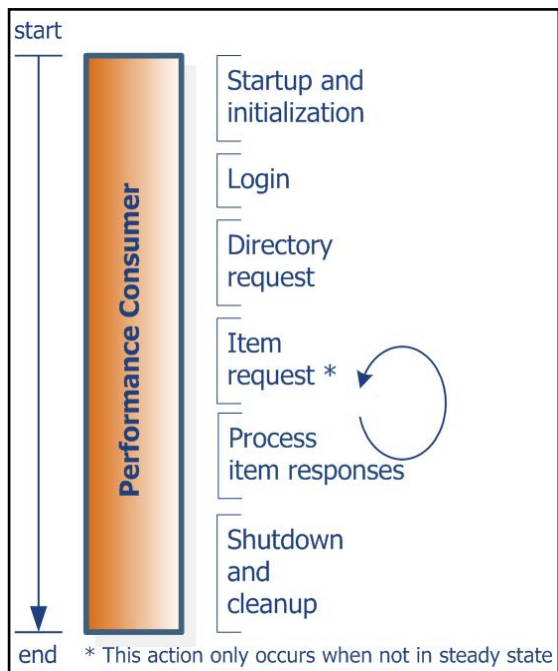 start
Performance Consumer
Startup and
initialization
Login
Directory
request
Item
request *
Process
item responses
Shutdown
and
cleanup
end
* This action only occurs when not in steady state